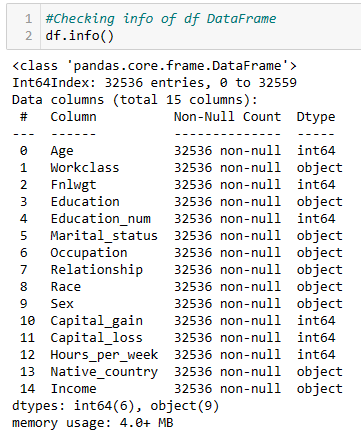 1 #Checking info of df DataFrame
2 df.info()
<class 'pandas.core.frame.DataFrame'>
Int64Index: 32536 entries, 0 to 32559
Data columns (total 15 columns):
 #   Column          Non-Null Count  Dtype
---  ------          --------------  -----
 0   Age             32536 non-null  int64
 1   Workclass       32536 non-null  object
 2   Fnlwgt          32536 non-null  int64
 3   Education       32536 non-null  object
 4   Education_num   32536 non-null  int64
 5   Marital_status  32536 non-null  object
 6   Occupation      32536 non-null  object
 7   Relationship    32536 non-null  object
 8   Race            32536 non-null  object
 9   Sex             32536 non-null  object
 10  Capital_gain    32536 non-null  int64
 11  Capital_loss    32536 non-null  int64
 12  Hours_per_week  32536 non-null  int64
 13  Native_country  32536 non-null  object
 14  Income          32536 non-null  object
dtypes: int64(6), object(9)
memory usage: 4.0+ MB